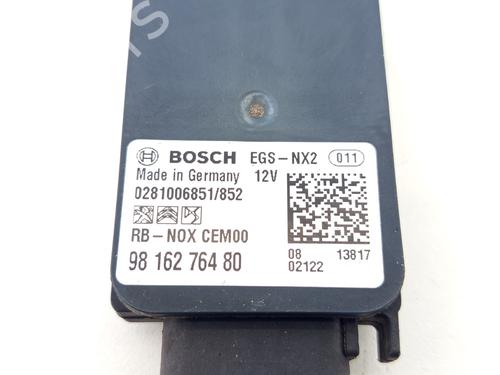 BOSCH EGS-NX2 011
Made in Germany 12V
0281006851/852
RB-NOX CEM00
98 162 764 80
08 13817
02122